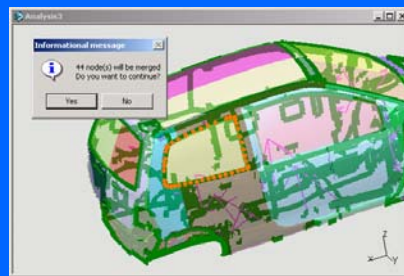 Analysis3
Informational message
44 node(s) will be merged
Do you want to continue?
Yes
No
z
x
y